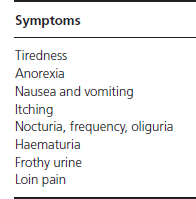 Symptoms
Tiredness
Anorexia
Nausea and vomiting
Itching
Nocturia, frequency, oliguria
Haematuria
Frothy urine
Loin pain